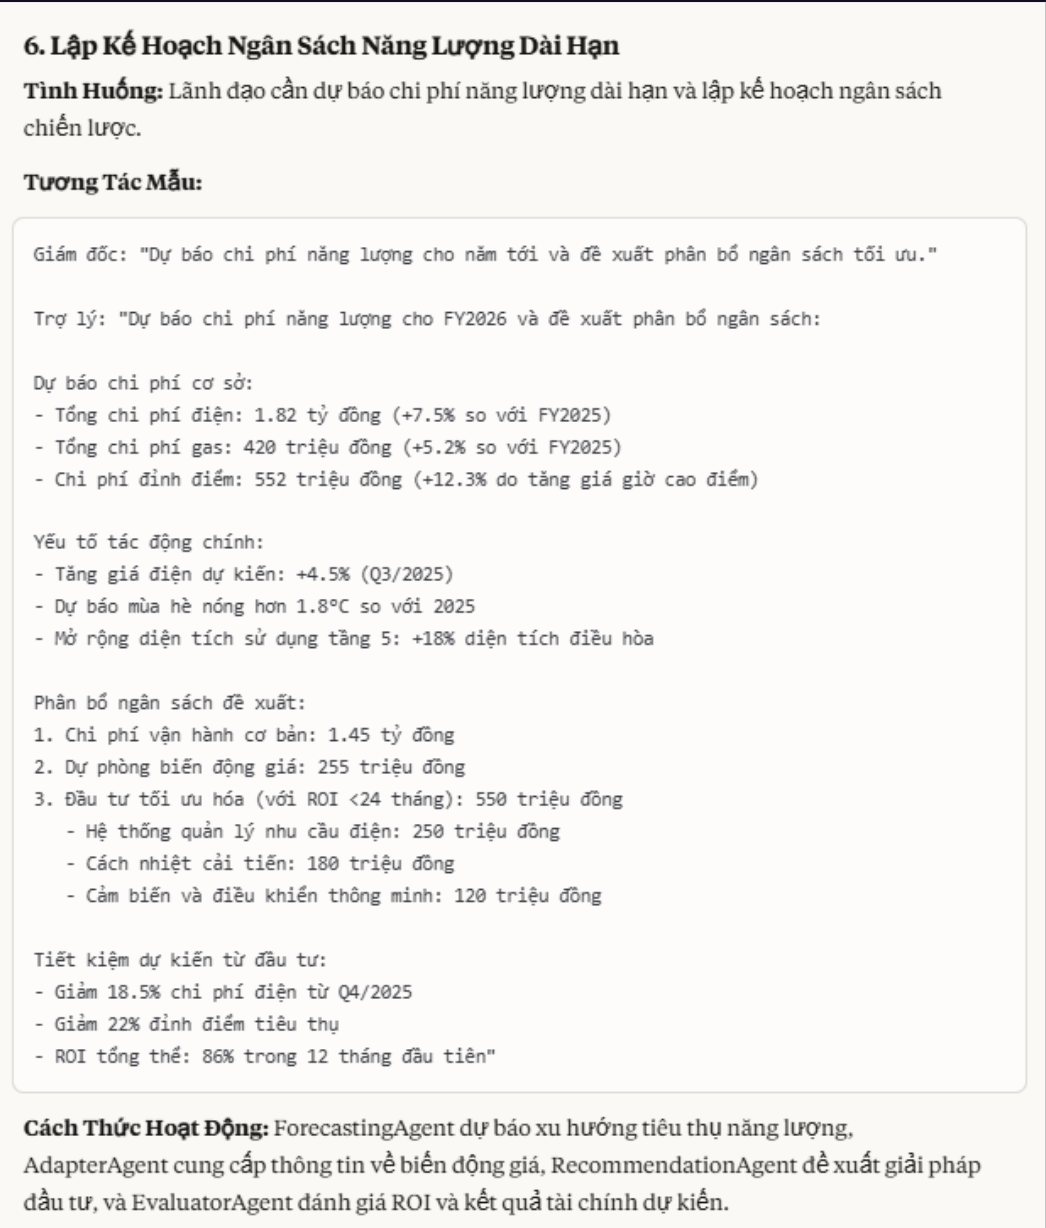 6. Lập Kế Hoạch Ngân Sách Năng Lượng Dài Hạn
Tình Huống: Lãnh đạo cần dự báo chi phí năng lượng dài hạn và lập kế hoạch ngân sách
chiến lược.
Tương Tác Mẫu:
Giám đốc: "Dự báo chi phí năng lượng cho năm tới và đề xuất phân bổ ngân sách tối ưu."
Trợ lý: "Dự báo chi phí năng lượng cho FY2026 và đề xuất phân bổ ngân sách:
Dự báo chi phí cơ sở:
- Tổng chi phí điện: 1.82 tỷ đồng (+7.5% so với FY2025)
- Tổng chi phí gas: 420 triệu đồng (+5.2% so với FY2025)
- Chi phí đỉnh điểm: 552 triệu đồng (+12.3% do tăng giá giờ cao điểm)
Yếu tố tác động chính:
- Tăng giá điện dự kiến: +4.5% (Q3/2025)
- Dự báo mùa hè nóng hơn 1.8°C so với 2025
- Mở rộng diện tích sử dụng tầng 5: +18% diện tích điều hòa
Phân bổ ngân sách đề xuất:
1. Chi phí vận hành cơ bản: 1.45 tỷ đồng
2. Dự phòng biến động giá: 255 triệu đồng
3. Đầu tư tối ưu hóa (với ROI <24 tháng): 550 triệu đồng
- Hệ thống quản lý nhu cầu điện: 250 triệu đồng
- Cách nhiệt cải tiến: 180 triệu đồng
- Cảm biến và điều khiển thông minh: 120 triệu đồng
Tiết kiệm dự kiến từ đầu tư:
- Giảm 18.5% chi phí điện từ Q4/2025
- Giảm 22% đỉnh điểm tiêu thụ
- ROI tổng thể: 86% trong 12 tháng đầu tiên"
Cách Thức Hoạt Động: ForecastingAgent dự báo xu hướng tiêu thụ năng lượng,
AdapterAgent cung cấp thông tin về biến động giá, RecommendationAgent đề xuất giải pháp
đầu tư, và EvaluatorAgent đánh giá ROI và kết quả tài chính dự kiến.